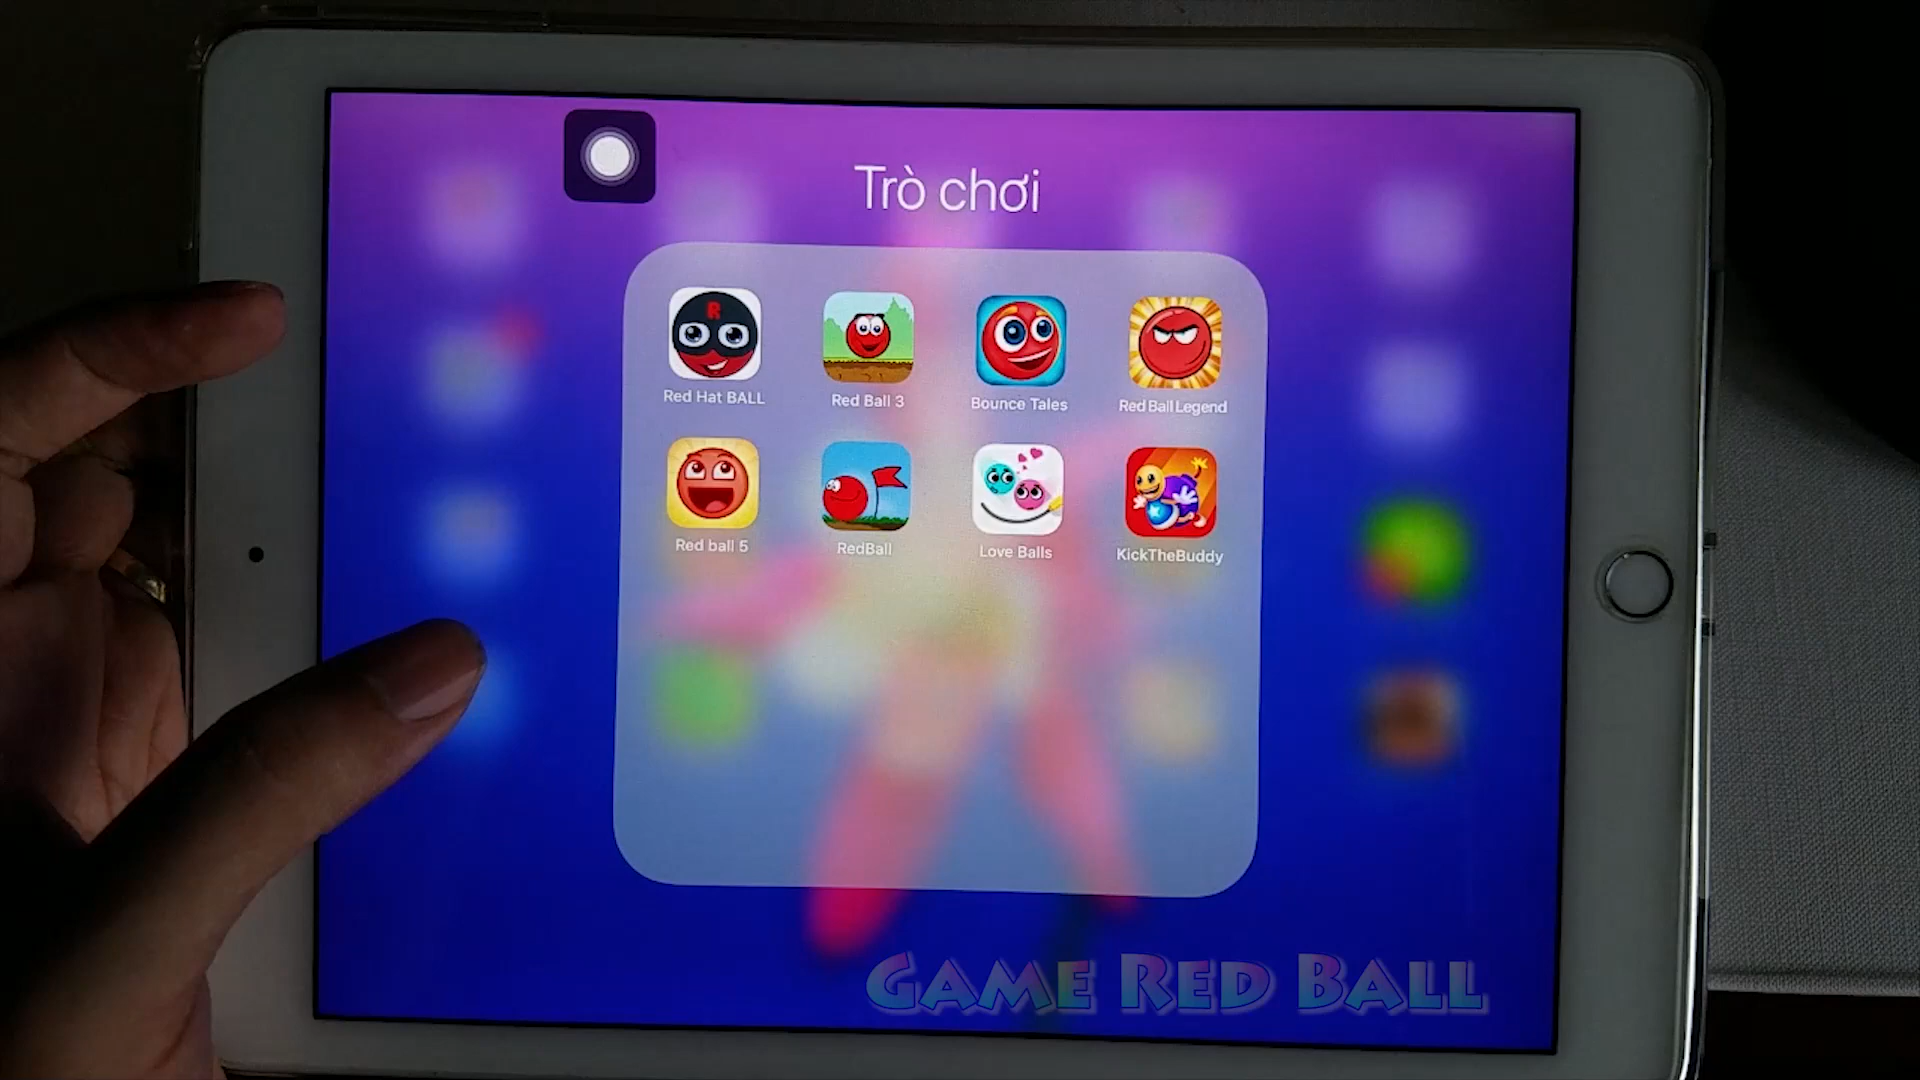 Trò chơi
R
Red Hat BALL
Red Ball 3
Bounce Tales
Red Ball Legend
Red ball 5
RedBall
Love Balls
KickTheBuddy
GAME RED BALL